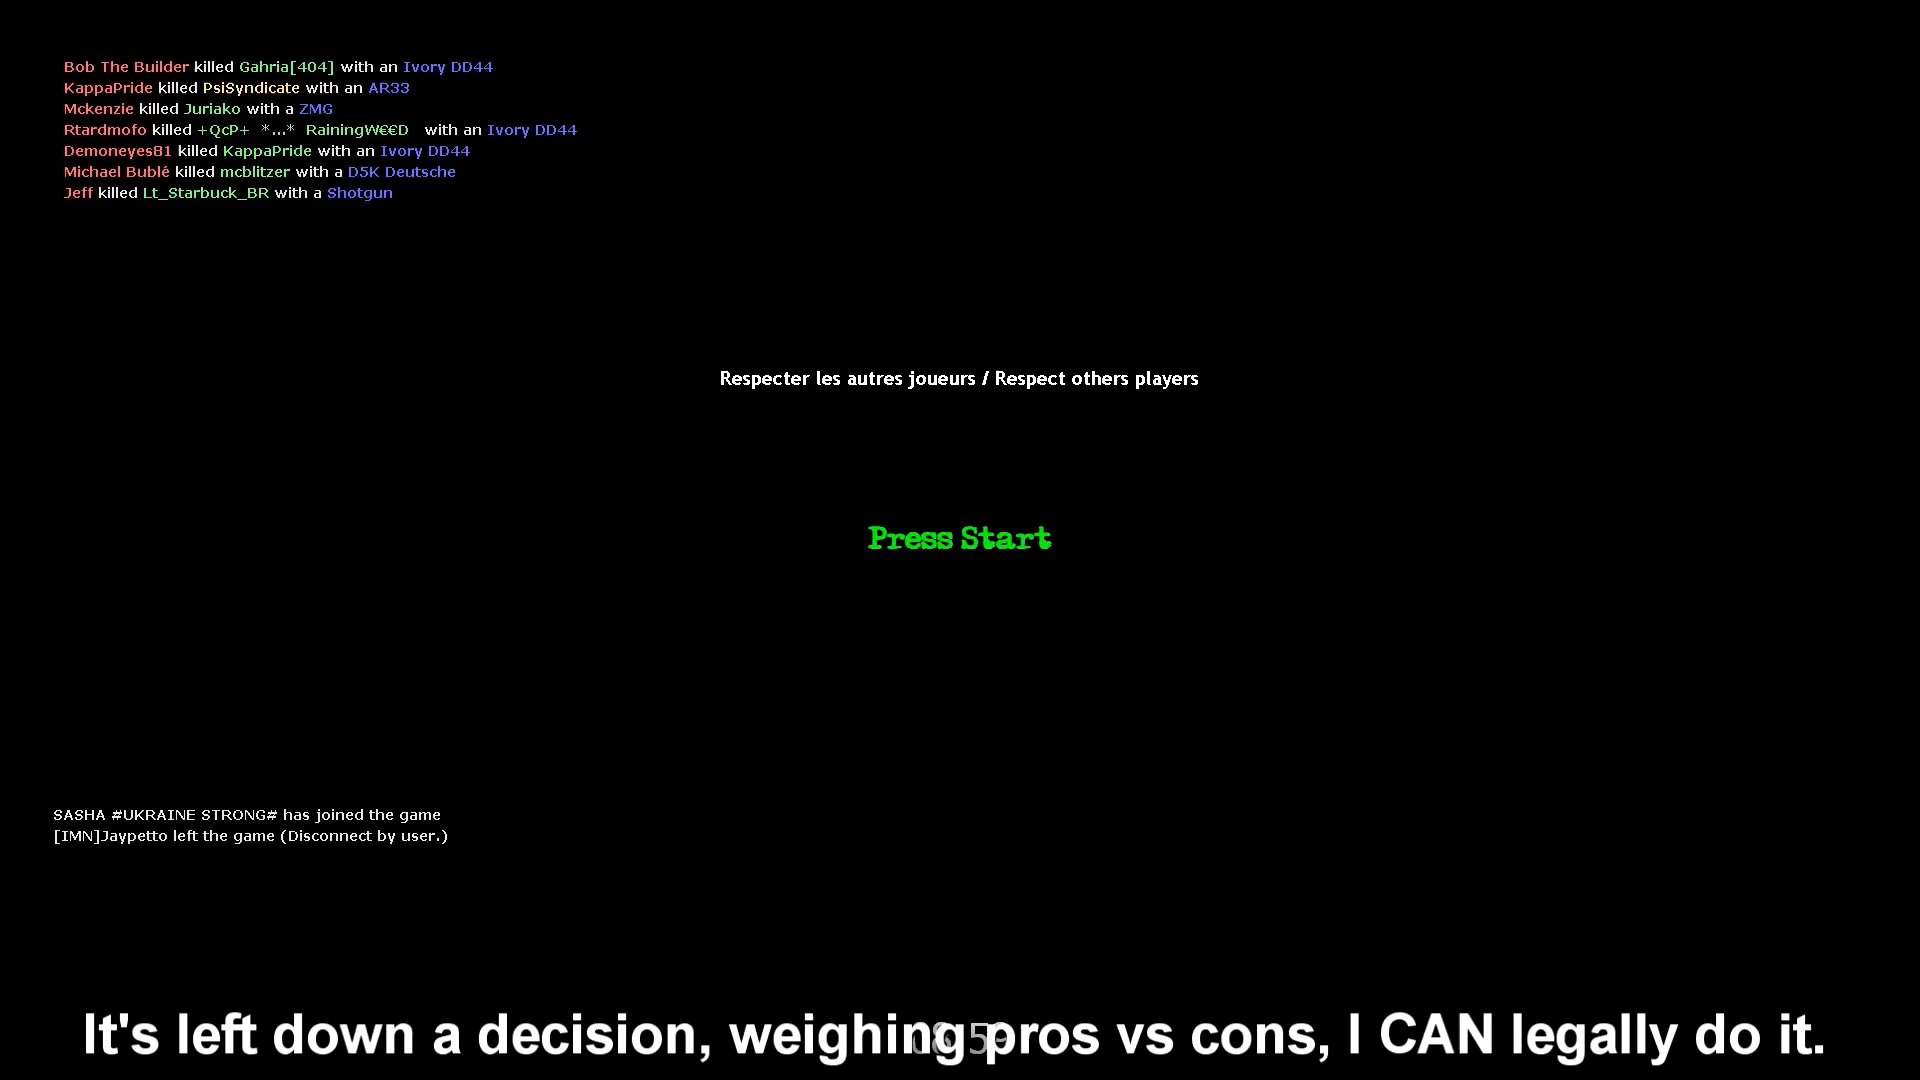 Bob The Builder killed Gahria[404] with an Ivory DD44
KappaPride killed PsiSyndicate with an AR33
Mckenzie killed Juriako with a ZMG
Rtardmofo killed +QcP+ *...* Raining₩€€D with an Ivory DD44
Demoneyes81 killed KappaPride with an Ivory DD44
Michael Bublé killed mcblitzer with a D5K Deutsche
Jeff killed Lt_Starbuck_BR with a Shotgun
Respecter les autres joueurs / Respect others players
Press Start
SASHA #UKRAINE STRONG# has joined the game
[IMN]Jaypetto left the game (Disconnect by user.)
It's left down a decision, weighing pros vs cons, I CAN legally do it.